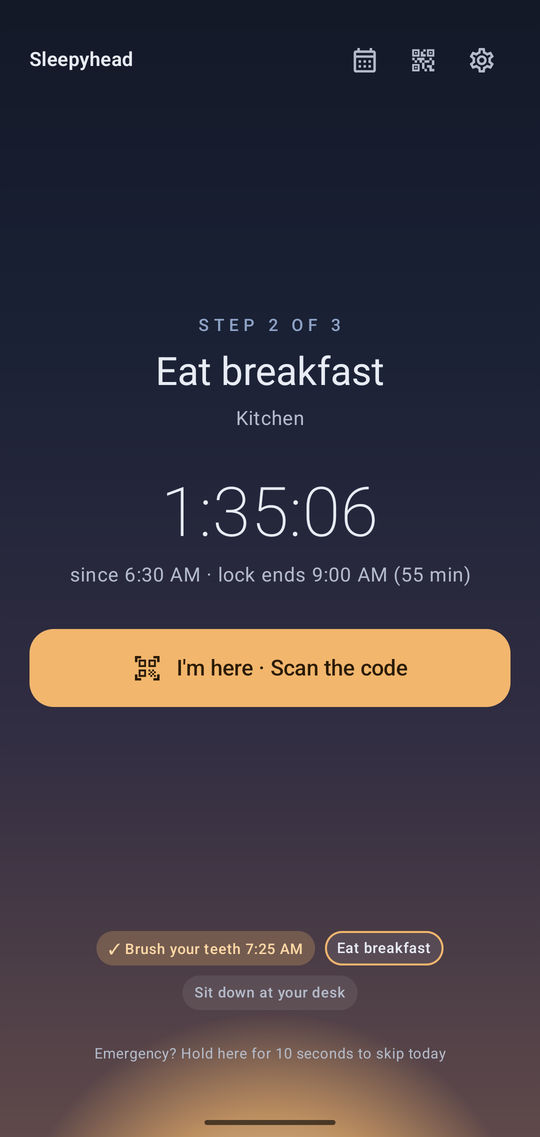 Sleepyhead
STEP 2 OF 3
Eat breakfast
Kitchen
1:35:06
since 6:30 AM · lock ends 9:00 AM (55 min)
I'm here · Scan the code
✓ Brush your teeth 7:25 AM
Eat breakfast
Sit down at your desk
Emergency? Hold here for 10 seconds to skip today